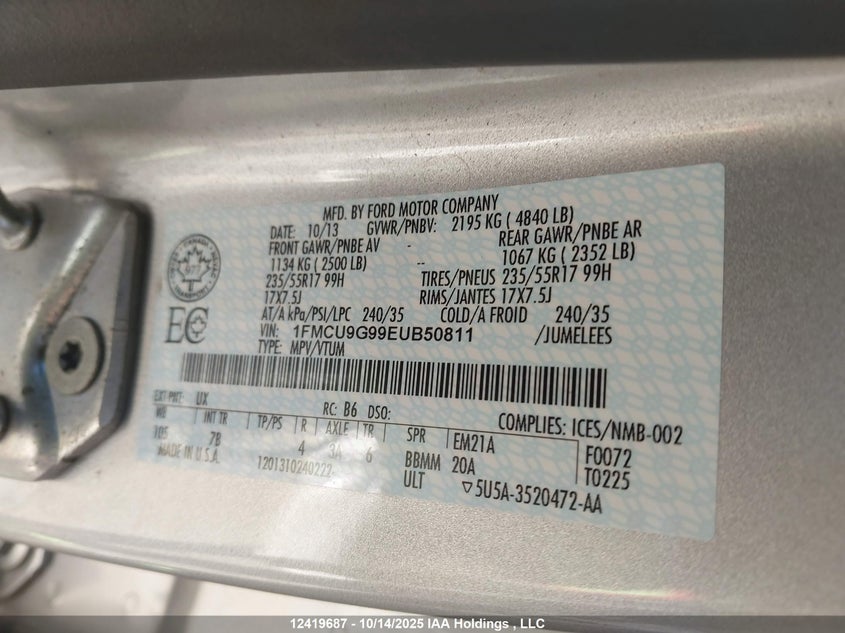 MFD. BY FORD MOTOR COMPANY
DATE: 10/13 GVWR/PNBV: 2195 KG ( 4840 LB)
FRONT GAWR/PNBE AV -- REAR GAWR/PNBE AR
1134 KG ( 2500 LB) -- 1067 KG ( 2352 LB)
235/55R17 99H TIRES/PNEUS 235/55R17 99H
17X7.5J RIMS/JANTES 17X7.5J
AT/A kPa/PSI/LPC 240/35 COLD/A FROID 240/35
VIN: 1FMCU9G99EUB50811 /JUMELEES
TYPE: MPV/VTUM
CANADA
TRANSPORT
EC
EXT PNT: UX RC: B6 DSO: COMPLIES: ICES/NMB-002
WB INT TR TP/PS R AXLE TR SPR EM21A F0072
105 7B 4 3A 6 BBMM 20A T0225
MADE IN U.S.A. 1201310240222 ULT ▽5U5A-3520472-AA
12419687 - 10/14/2025 IAA Holdings , LLC